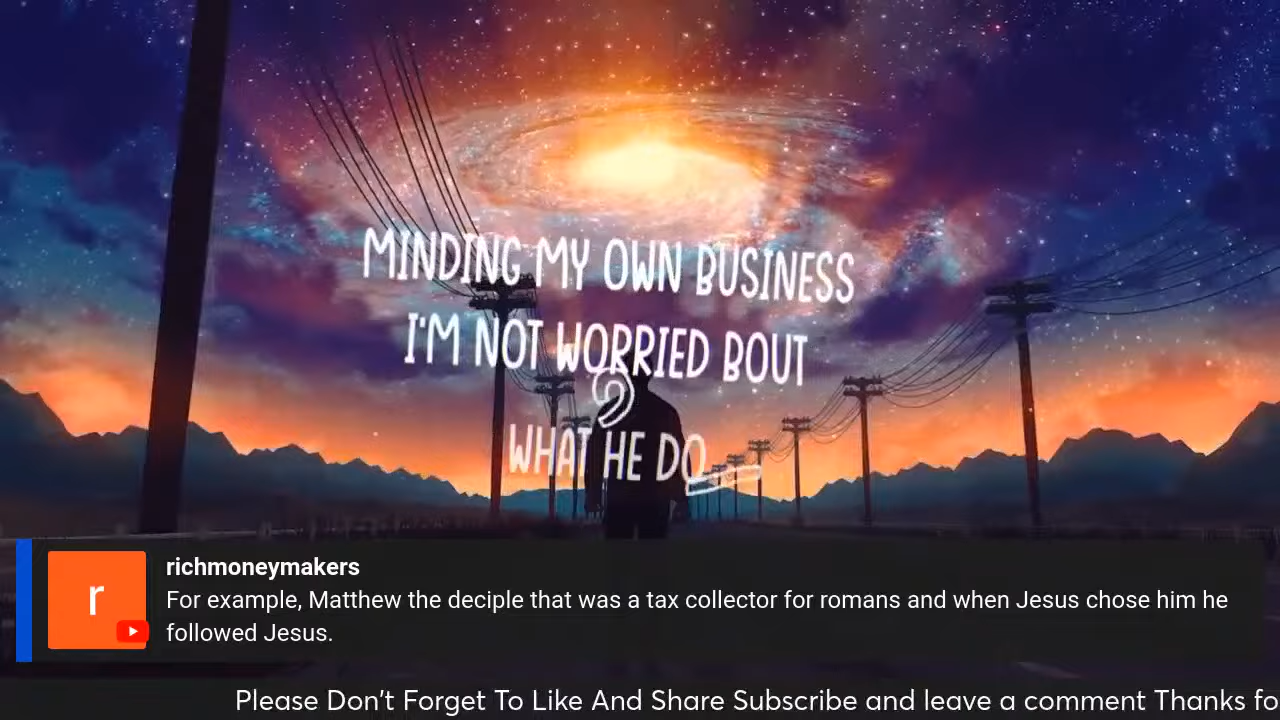 MINDING MY OWN BUSINESS
I'M NOT WORRIED BOUT
WHAT HE DO
r
richmoneymakers
For example, Matthew the deciple that was a tax collector for romans and when Jesus chose him he
followed Jesus.
Please Don't Forget To Like And Share Subscribe and leave a comment Thanks fo